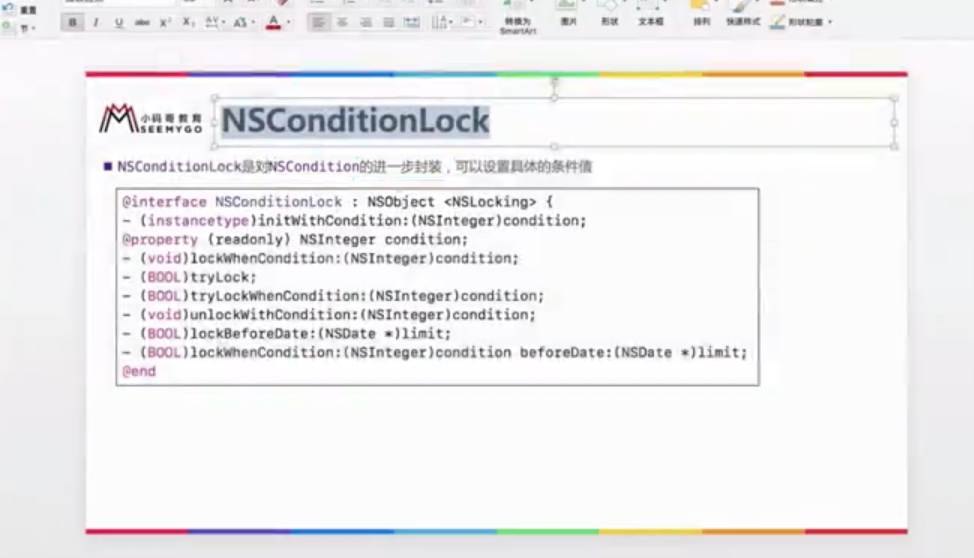 重置
节
B I U abc X² X₂ AV Aa A
转换为
SmartArt
图片
形状
文本框
排列
快速样式
形状轮廓
小码哥教育
SEEMYGO
NSConditionLock
NSConditionLock是对NSCondition的进一步封装，可以设置具体的条件值
@interface NSConditionLock : NSObject <NSLocking> {
- (instancetype)initWithCondition:(NSInteger)condition;
@property (readonly) NSInteger condition;
- (void)lockWhenCondition:(NSInteger)condition;
- (BOOL)tryLock;
- (BOOL)tryLockWhenCondition:(NSInteger)condition;
- (void)unlockWithCondition:(NSInteger)condition;
- (BOOL)lockBeforeDate:(NSDate *)limit;
- (BOOL)lockWhenCondition:(NSInteger)condition beforeDate:(NSDate *)limit;
@end